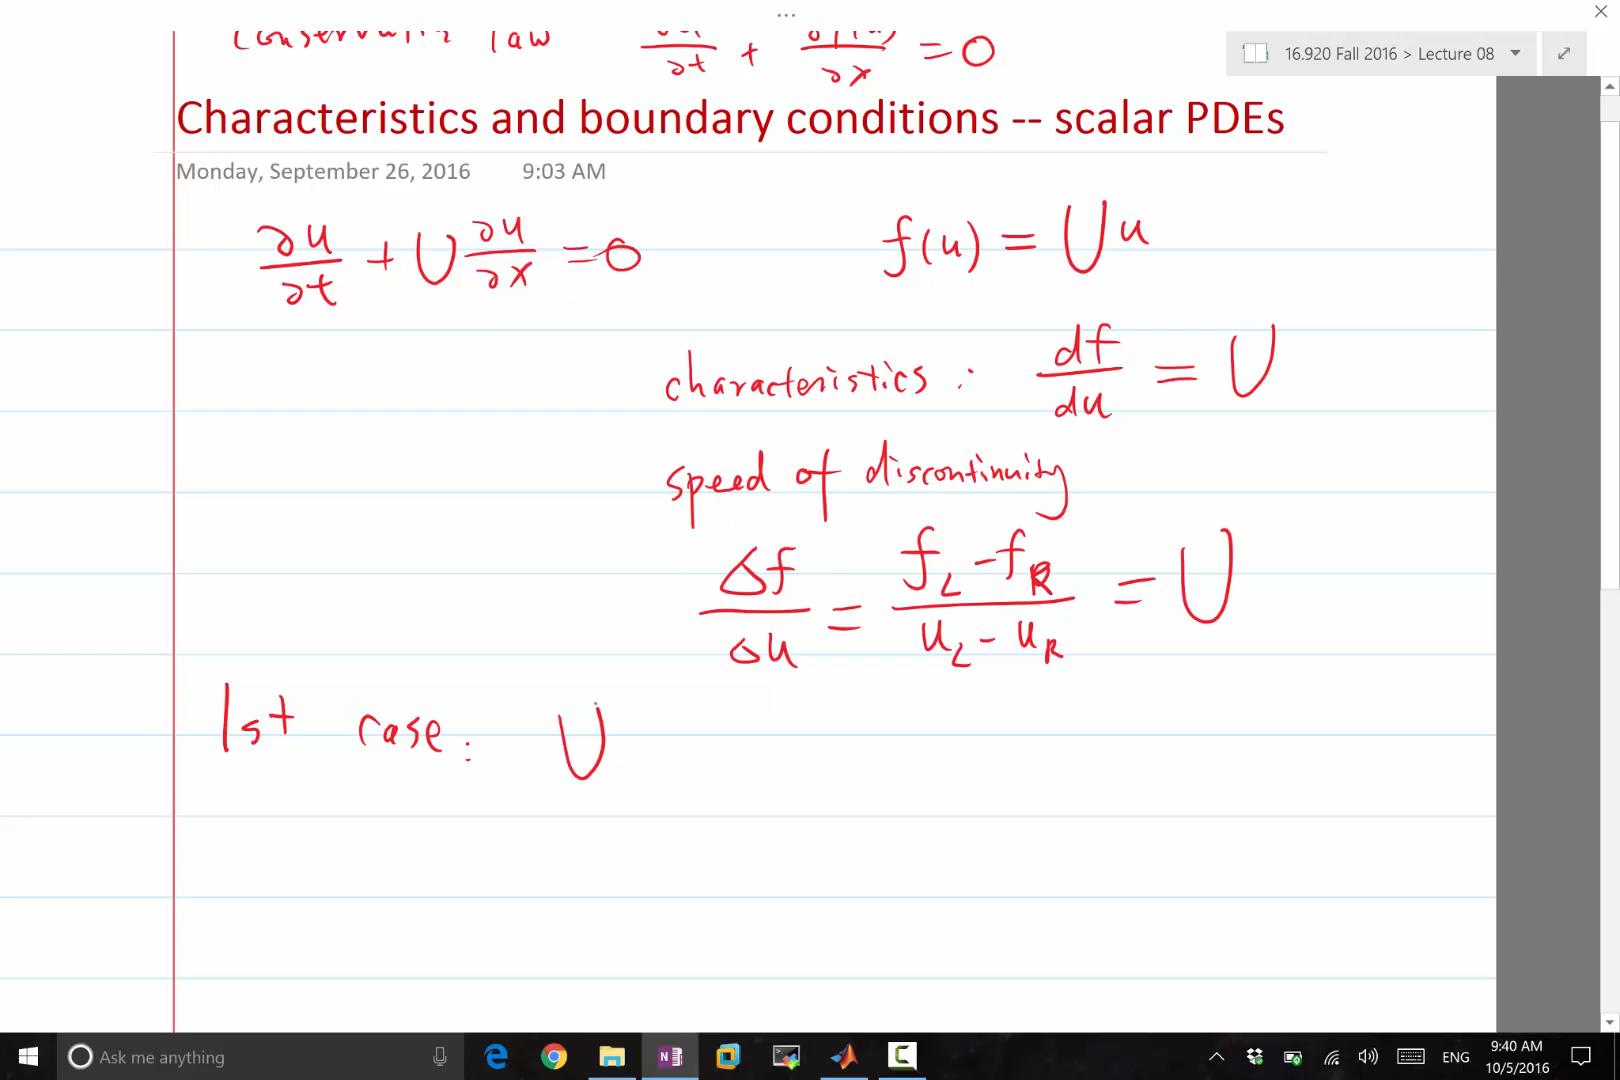 law ∂u/∂t + ∂f(u)/∂x = 0
16.920 Fall 2016 > Lecture 08
Characteristics and boundary conditions -- scalar PDEs
Monday, September 26, 2016 9:03 AM
∂u/∂t + U ∂u/∂x = 0
f(u) = U u
characteristics : df/du = U
speed of discontinuity
Δf/Δu = (f_L - f_R)/(u_L - u_R) = U
1st case: U
Ask me anything
ENG
9:40 AM
10/5/2016